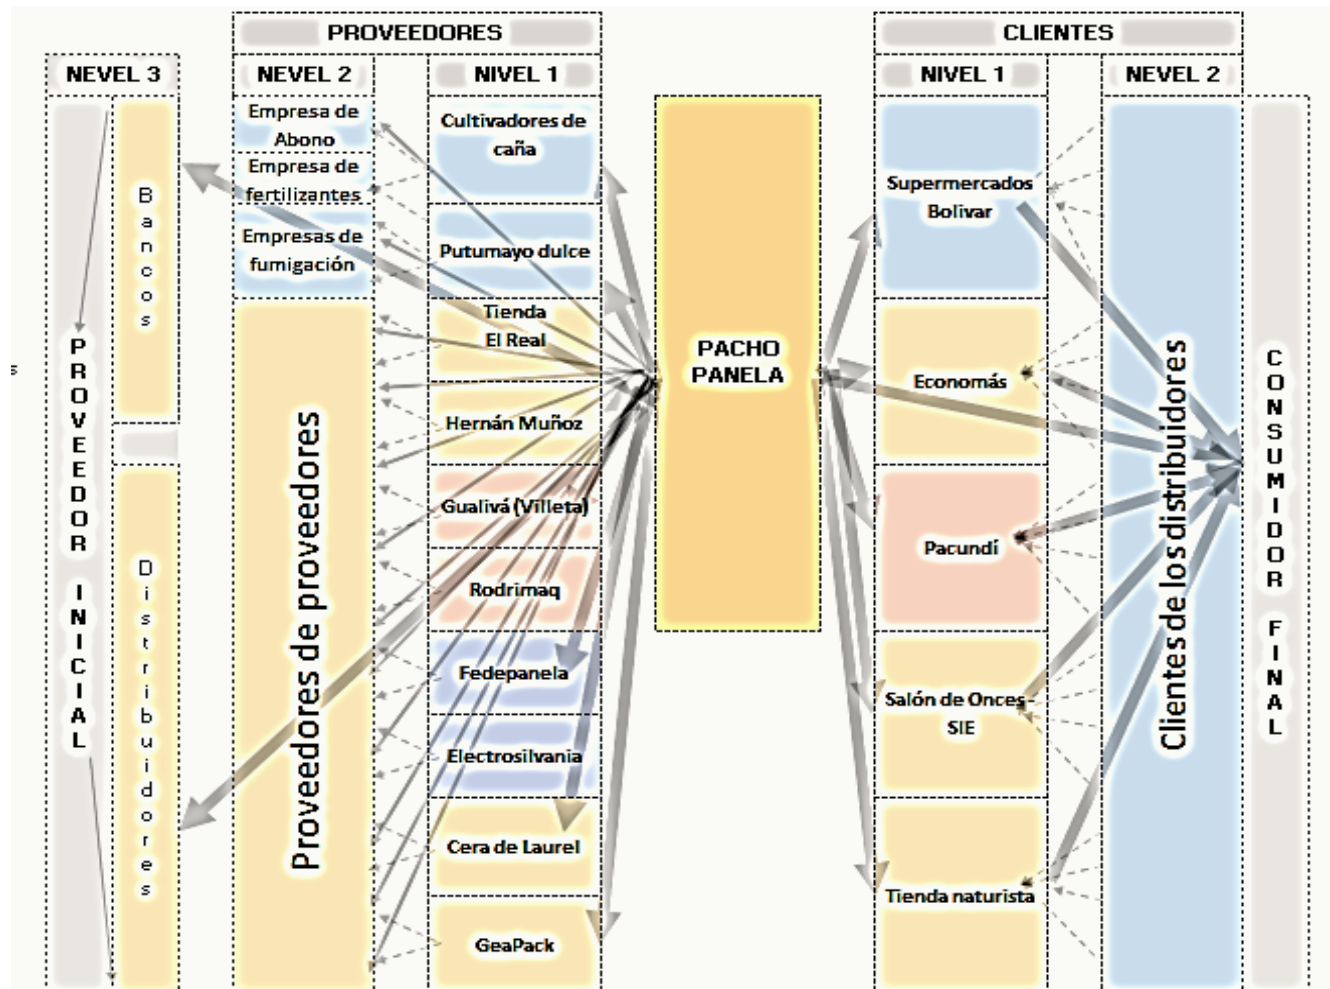 PROVEEDORES
CLIENTES
NEVEL 3
NEVEL 2
NIVEL 1
NIVEL 1
NEVEL 2
PROVEEDOR INICIAL
Bancos
Distribuidores
Empresa de
Abono
Empresa de
fertilizantes
Empresas de
fumigación
Proveedores de proveedores
Cultivadores de
caña
Putumayo dulce
Tienda
El Real
Hernán Muñoz
Gualivá (Villeta)
Rodrimaq
Fedepanela
Electrosilvania
Cera de Laurel
GeaPack
PACHO
PANELA
Supermercados
Bolivar
Economás
Pacundí
Salón de Onces -
SIE
Tienda naturista
Clientes de los distribuidores
CONSUMIDOR FINAL